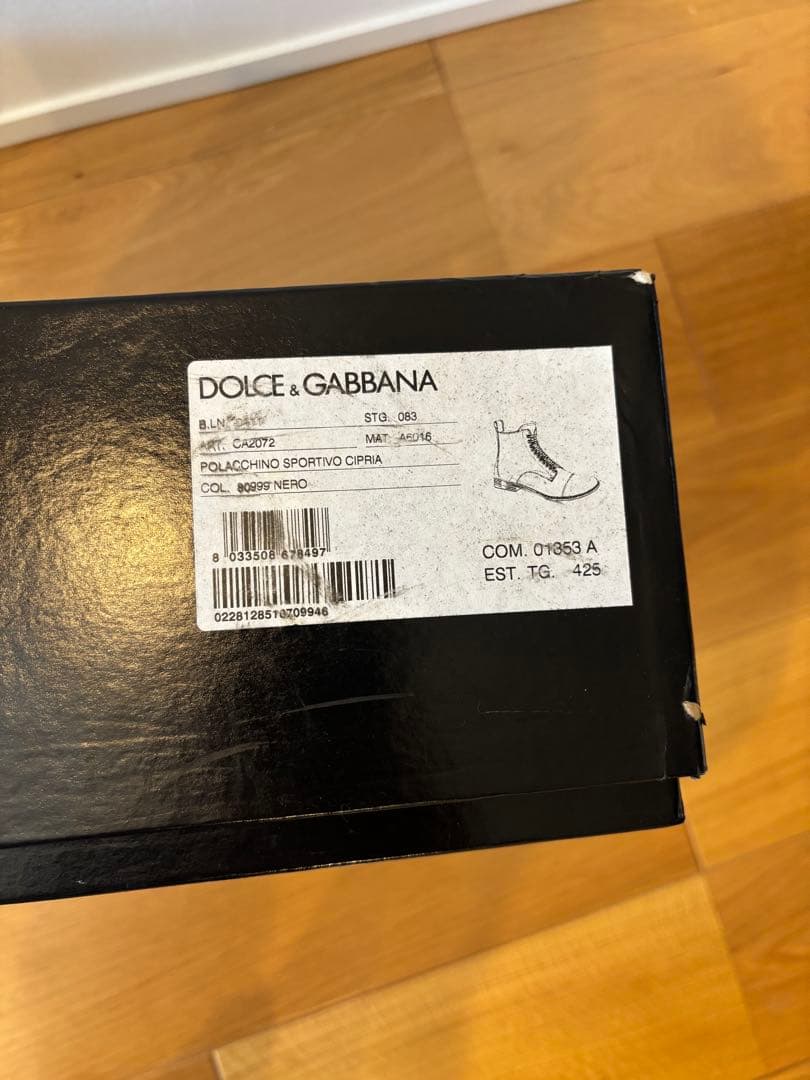 DOLCE & GABBANA
B.LN.
STG. 083
ART. CA2072
MAT. A6016
POLACCHINO SPORTIVO CIPRIA
COL. 80999 NERO
8 033508 678497
COM. 01353 A
EST. TG. 425